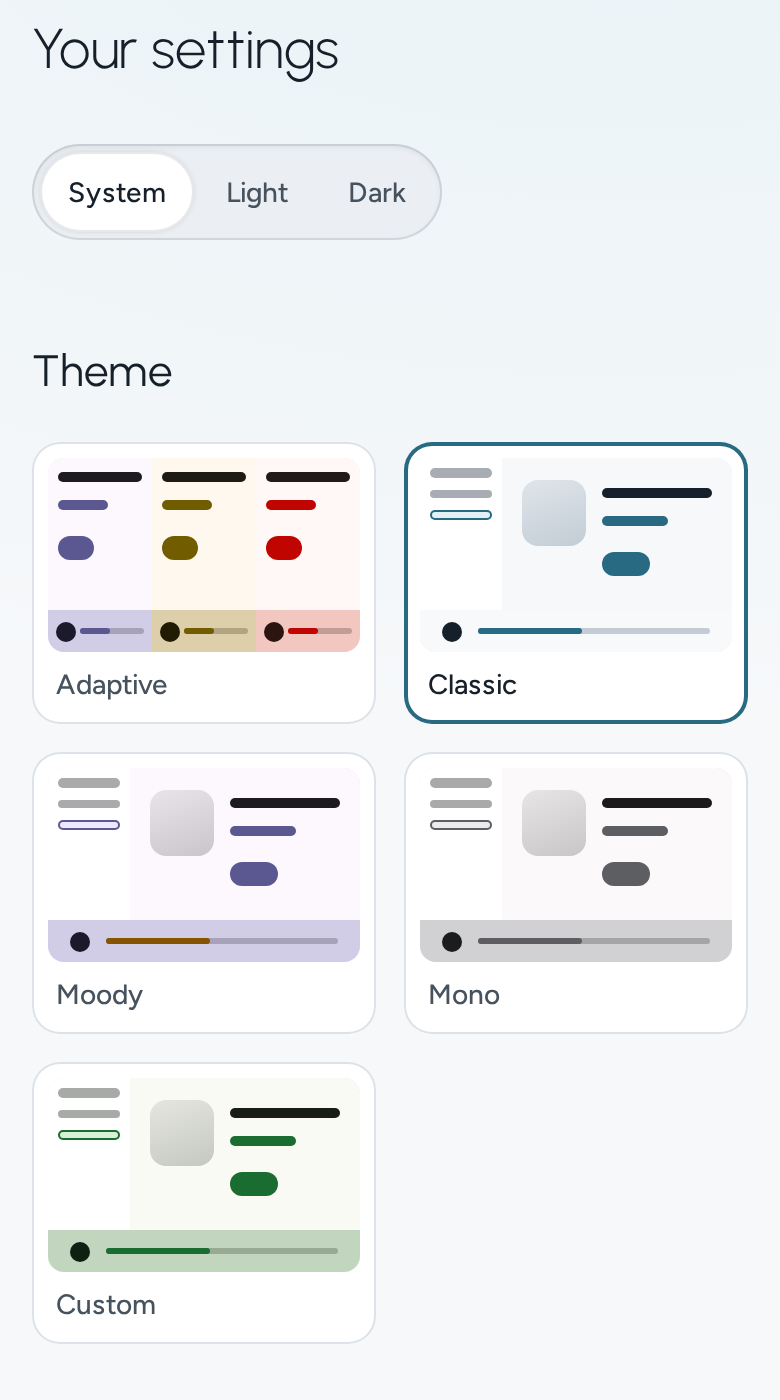 Your settings
System Light Dark
Theme
Adaptive
Classic
Moody
Mono
Custom